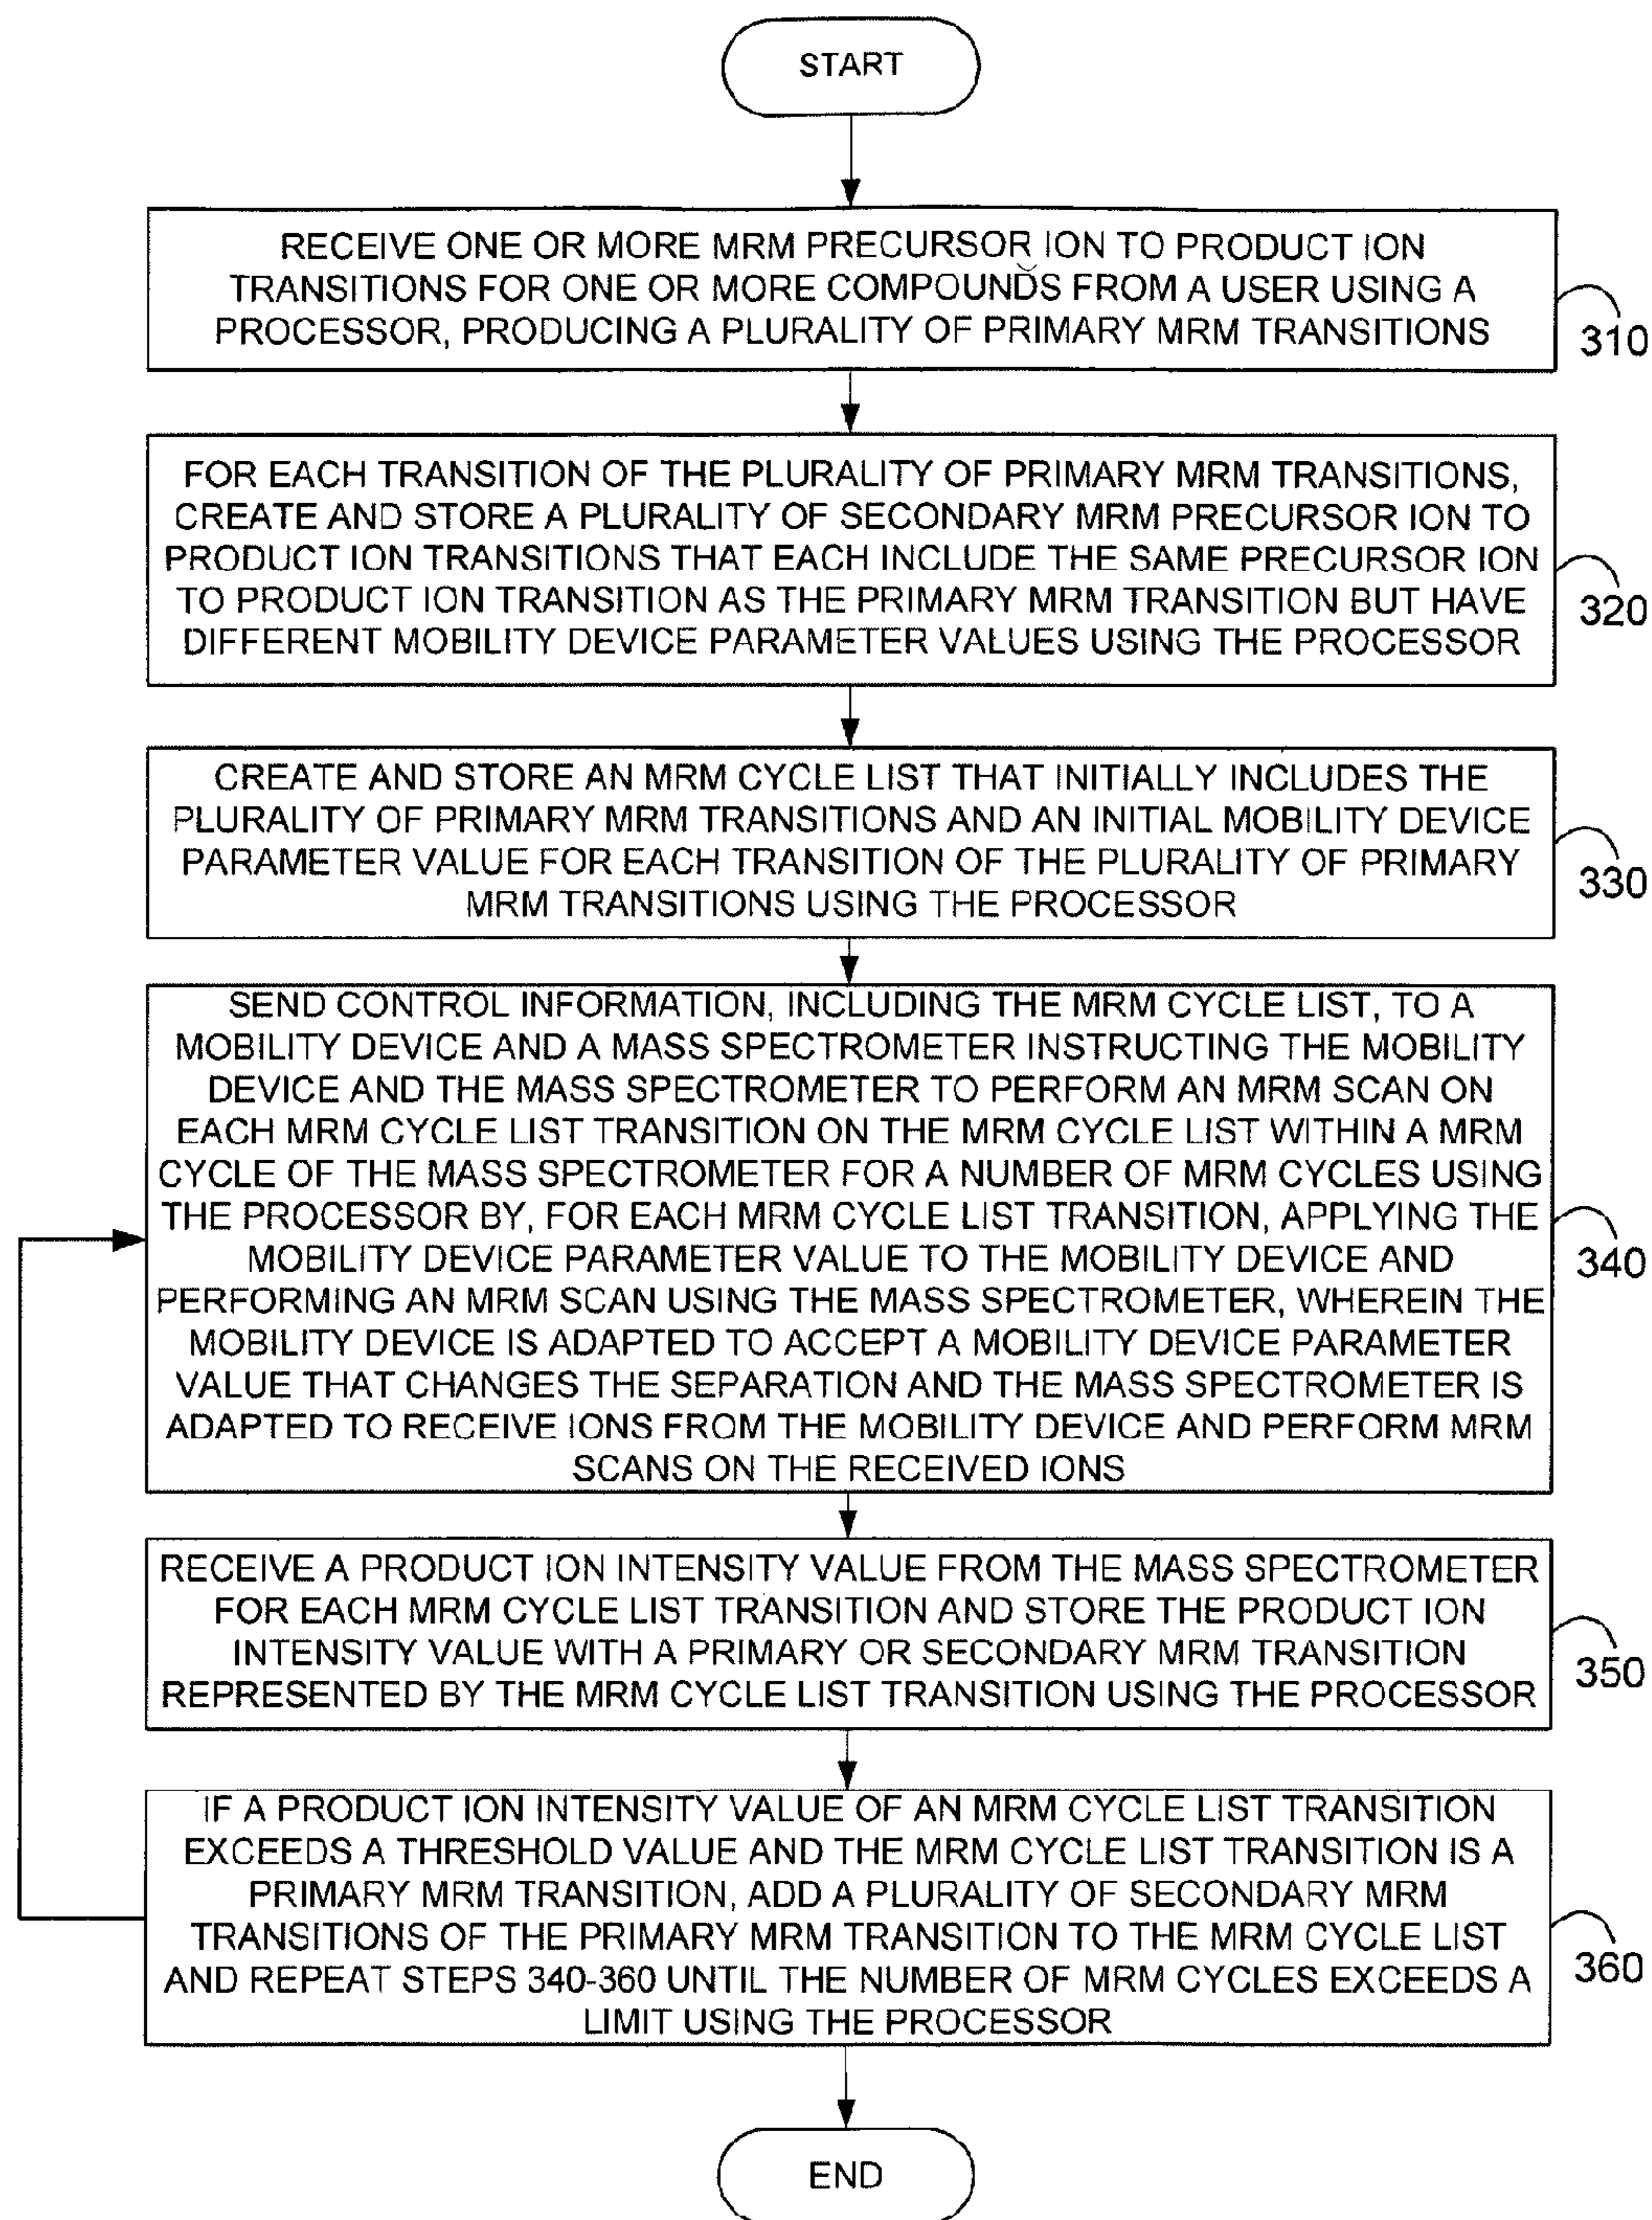 START
RECEIVE ONE OR MORE MRM PRECURSOR ION TO PRODUCT ION
TRANSITIONS FOR ONE OR MORE COMPOUNDS FROM A USER USING A
PROCESSOR, PRODUCING A PLURALITY OF PRIMARY MRM TRANSITIONS
310
FOR EACH TRANSITION OF THE PLURALITY OF PRIMARY MRM TRANSITIONS,
CREATE AND STORE A PLURALITY OF SECONDARY MRM PRECURSOR ION TO
PRODUCT ION TRANSITIONS THAT EACH INCLUDE THE SAME PRECURSOR ION
TO PRODUCT ION TRANSITION AS THE PRIMARY MRM TRANSITION BUT HAVE
DIFFERENT MOBILITY DEVICE PARAMETER VALUES USING THE PROCESSOR
320
CREATE AND STORE AN MRM CYCLE LIST THAT INITIALLY INCLUDES THE
PLURALITY OF PRIMARY MRM TRANSITIONS AND AN INITIAL MOBILITY DEVICE
PARAMETER VALUE FOR EACH TRANSITION OF THE PLURALITY OF PRIMARY
MRM TRANSITIONS USING THE PROCESSOR
330
SEND CONTROL INFORMATION, INCLUDING THE MRM CYCLE LIST, TO A
MOBILITY DEVICE AND A MASS SPECTROMETER INSTRUCTING THE MOBILITY
DEVICE AND THE MASS SPECTROMETER TO PERFORM AN MRM SCAN ON
EACH MRM CYCLE LIST TRANSITION ON THE MRM CYCLE LIST WITHIN A MRM
CYCLE OF THE MASS SPECTROMETER FOR A NUMBER OF MRM CYCLES USING
THE PROCESSOR BY, FOR EACH MRM CYCLE LIST TRANSITION, APPLYING THE
MOBILITY DEVICE PARAMETER VALUE TO THE MOBILITY DEVICE AND
PERFORMING AN MRM SCAN USING THE MASS SPECTROMETER, WHEREIN THE
MOBILITY DEVICE IS ADAPTED TO ACCEPT A MOBILITY DEVICE PARAMETER
VALUE THAT CHANGES THE SEPARATION AND THE MASS SPECTROMETER IS
ADAPTED TO RECEIVE IONS FROM THE MOBILITY DEVICE AND PERFORM MRM
SCANS ON THE RECEIVED IONS
340
RECEIVE A PRODUCT ION INTENSITY VALUE FROM THE MASS SPECTROMETER
FOR EACH MRM CYCLE LIST TRANSITION AND STORE THE PRODUCT ION
INTENSITY VALUE WITH A PRIMARY OR SECONDARY MRM TRANSITION
REPRESENTED BY THE MRM CYCLE LIST TRANSITION USING THE PROCESSOR
350
IF A PRODUCT ION INTENSITY VALUE OF AN MRM CYCLE LIST TRANSITION
EXCEEDS A THRESHOLD VALUE AND THE MRM CYCLE LIST TRANSITION IS A
PRIMARY MRM TRANSITION, ADD A PLURALITY OF SECONDARY MRM
TRANSITIONS OF THE PRIMARY MRM TRANSITION TO THE MRM CYCLE LIST
AND REPEAT STEPS 340-360 UNTIL THE NUMBER OF MRM CYCLES EXCEEDS A
LIMIT USING THE PROCESSOR
360
END